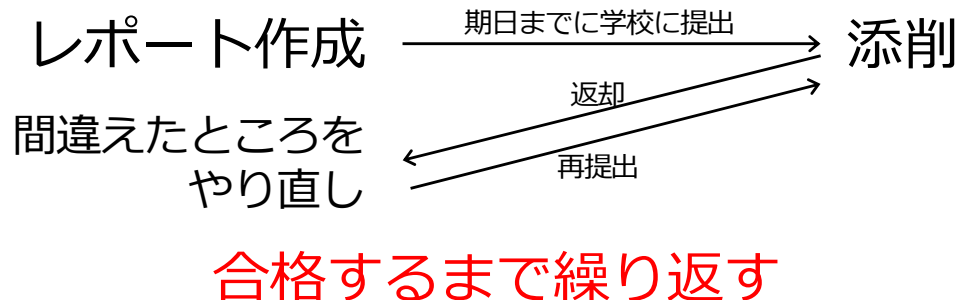 レポート作成
期日までに学校に提出
添削
返却
間違えたところを
やり直し
再提出
合格するまで繰り返す